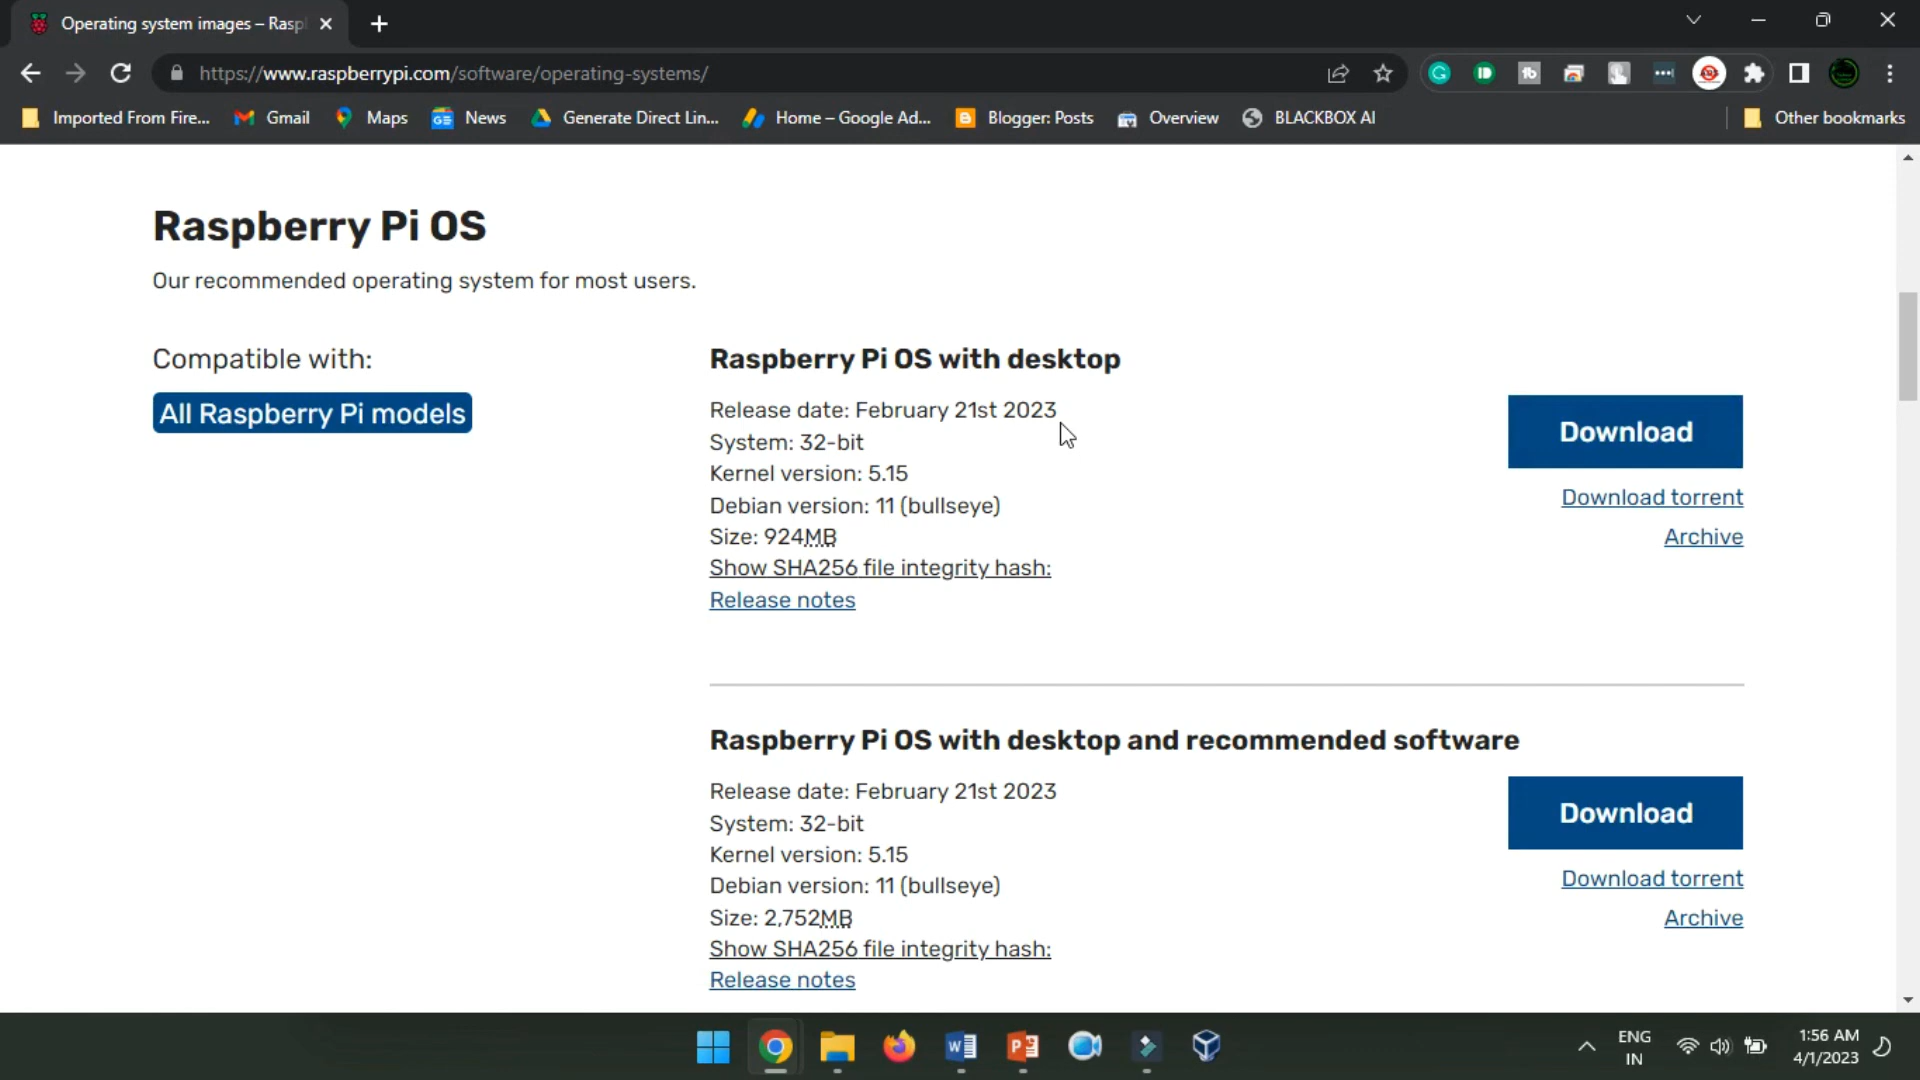 Operating system images – Rasp
https://www.raspberrypi.com/software/operating-systems/
Imported From Fire...
Gmail
Maps
News
Generate Direct Lin...
Home – Google Ad...
Blogger: Posts
Overview
BLACKBOX AI
Other bookmarks
Raspberry Pi OS
Our recommended operating system for most users.
Compatible with:
All Raspberry Pi models
Raspberry Pi OS with desktop
Release date: February 21st 2023
System: 32-bit
Kernel version: 5.15
Debian version: 11 (bullseye)
Size: 924MB
Show SHA256 file integrity hash:
Release notes
Download
Download torrent
Archive
Raspberry Pi OS with desktop and recommended software
Release date: February 21st 2023
System: 32-bit
Kernel version: 5.15
Debian version: 11 (bullseye)
Size: 2,752MB
Show SHA256 file integrity hash:
Release notes
Download
Download torrent
Archive
ENG
IN
1:56 AM
4/1/2023